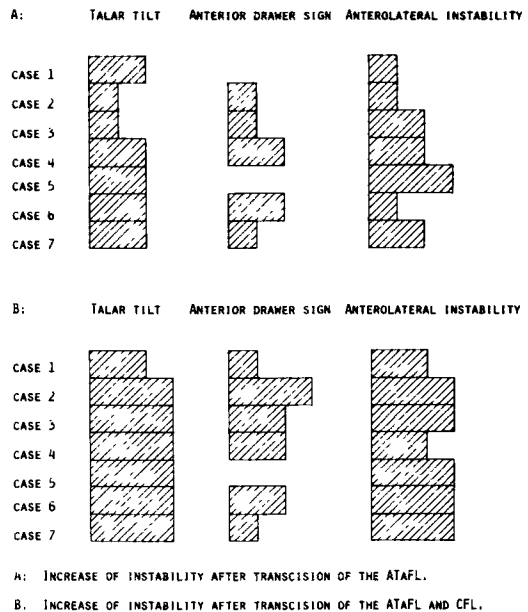 A: TALAR TILT ANTERIOR DRAWER SIGN ANTEROLATERAL INSTABILITY
CASE 1
CASE 2
CASE 3
CASE 4
CASE 5
CASE 6
CASE 7
B: TALAR TILT ANTERIOR DRAWER SIGN ANTEROLATERAL INSTABILITY
CASE 1
CASE 2
CASE 3
CASE 4
CASE 5
CASE 6
CASE 7
A: INCREASE OF INSTABILITY AFTER TRANSCISION OF THE ATAFL.
B. INCREASE OF INSTABILITY AFTER TRANSCISION OF THE ATAFL AND CFL.